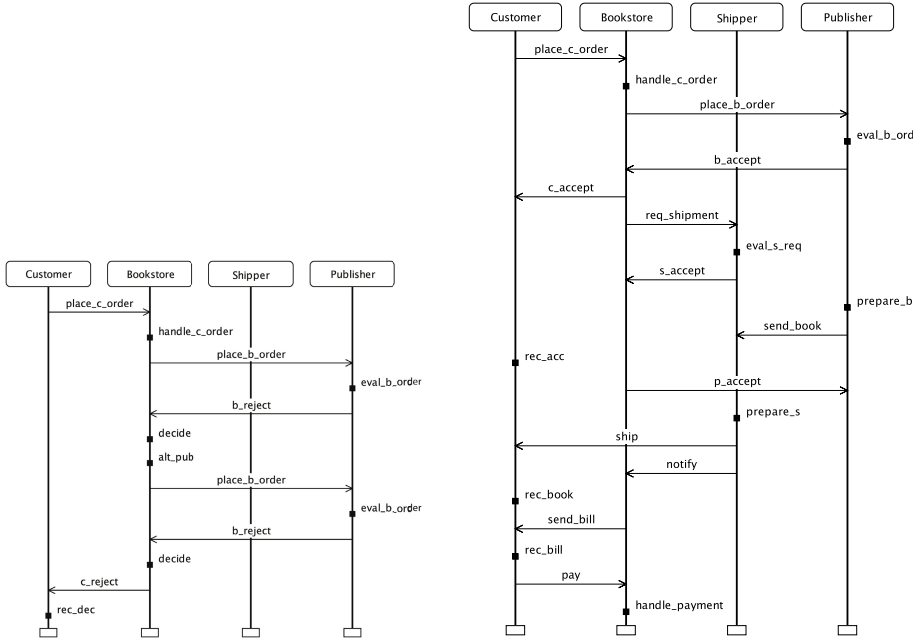 Customer
Bookstore
Shipper
Publisher
place_c_order
handle_c_order
place_b_order
eval_b_order
b_reject
decide
alt_pub
place_b_order
eval_b_order
b_reject
decide
c_reject
rec_dec
Customer
Bookstore
Shipper
Publisher
place_c_order
handle_c_order
place_b_order
eval_b_ord
b_accept
c_accept
req_shipment
eval_s_req
s_accept
prepare_b
send_book
rec_acc
p_accept
prepare_s
ship
notify
rec_book
send_bill
rec_bill
pay
handle_payment